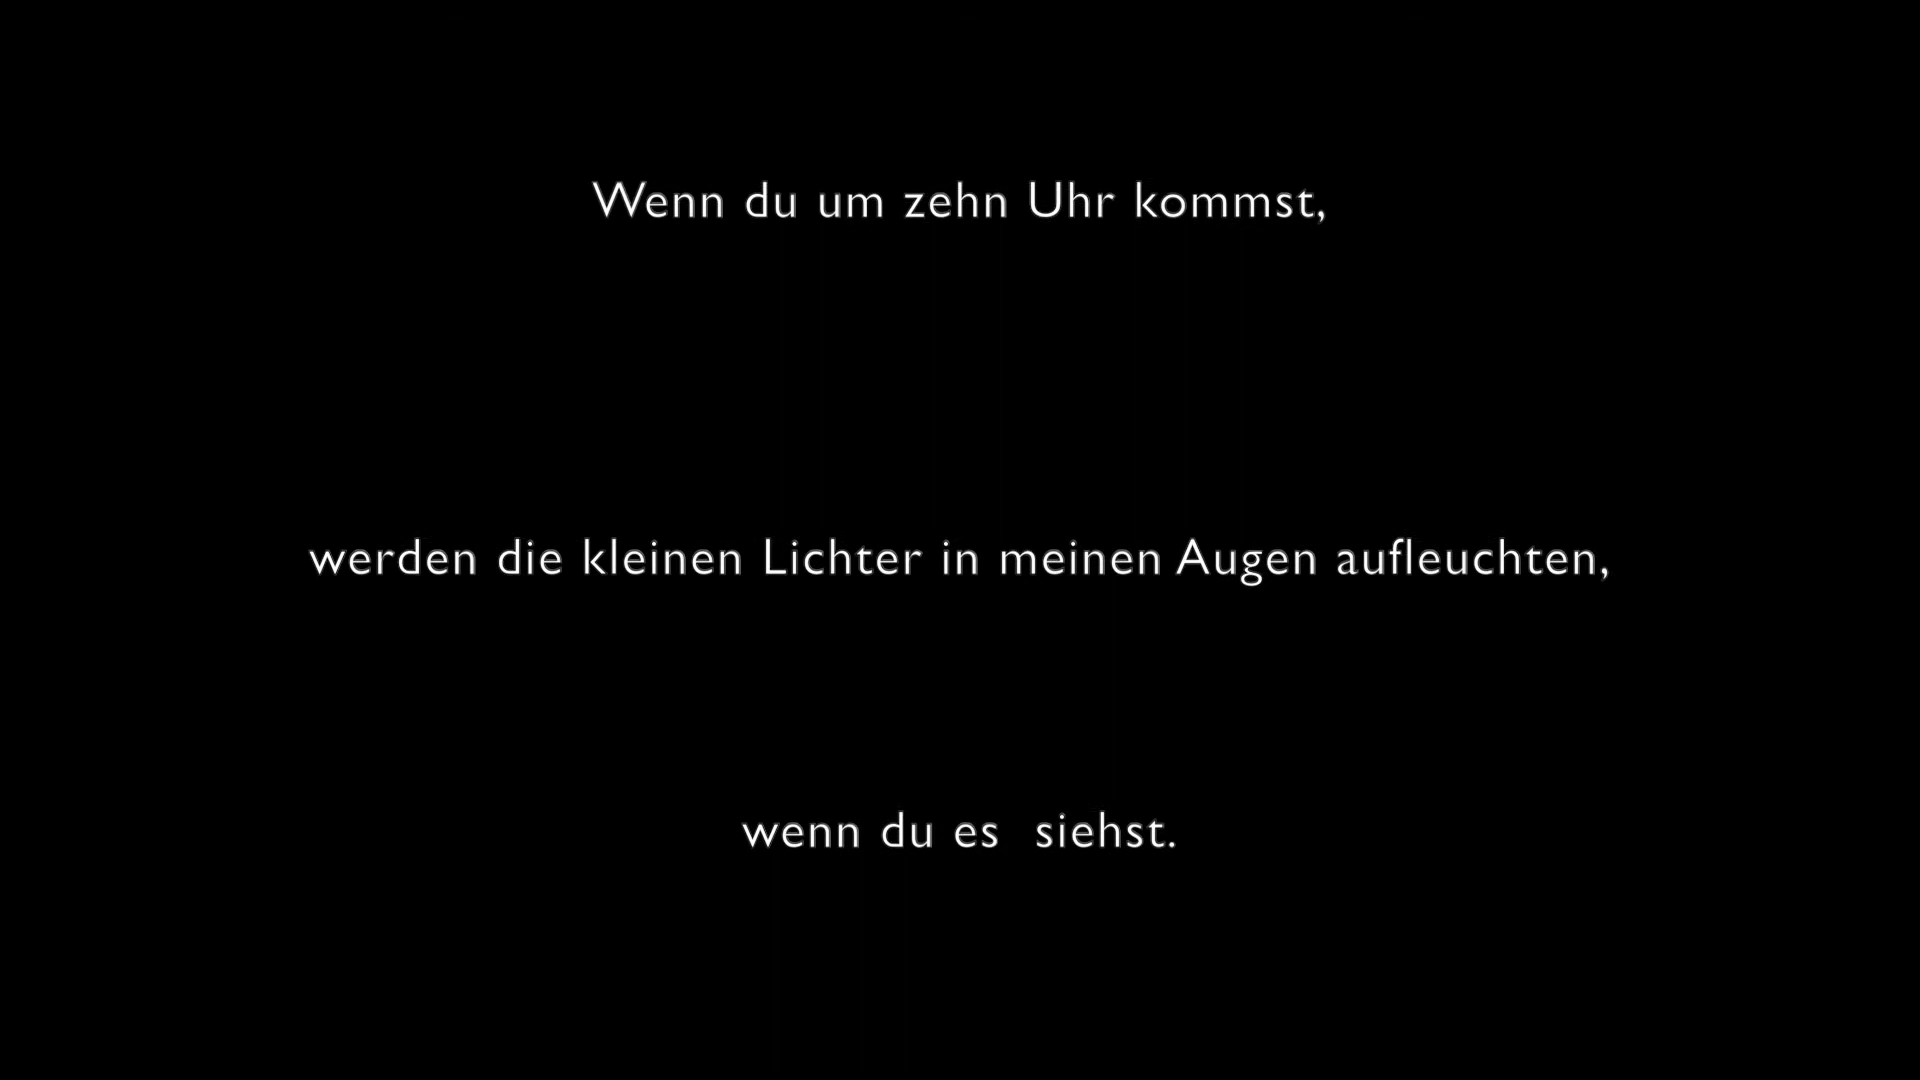 Wenn du um zehn Uhr kommst,
werden die kleinen Lichter in meinen Augen aufleuchten,
wenn du es  siehst.